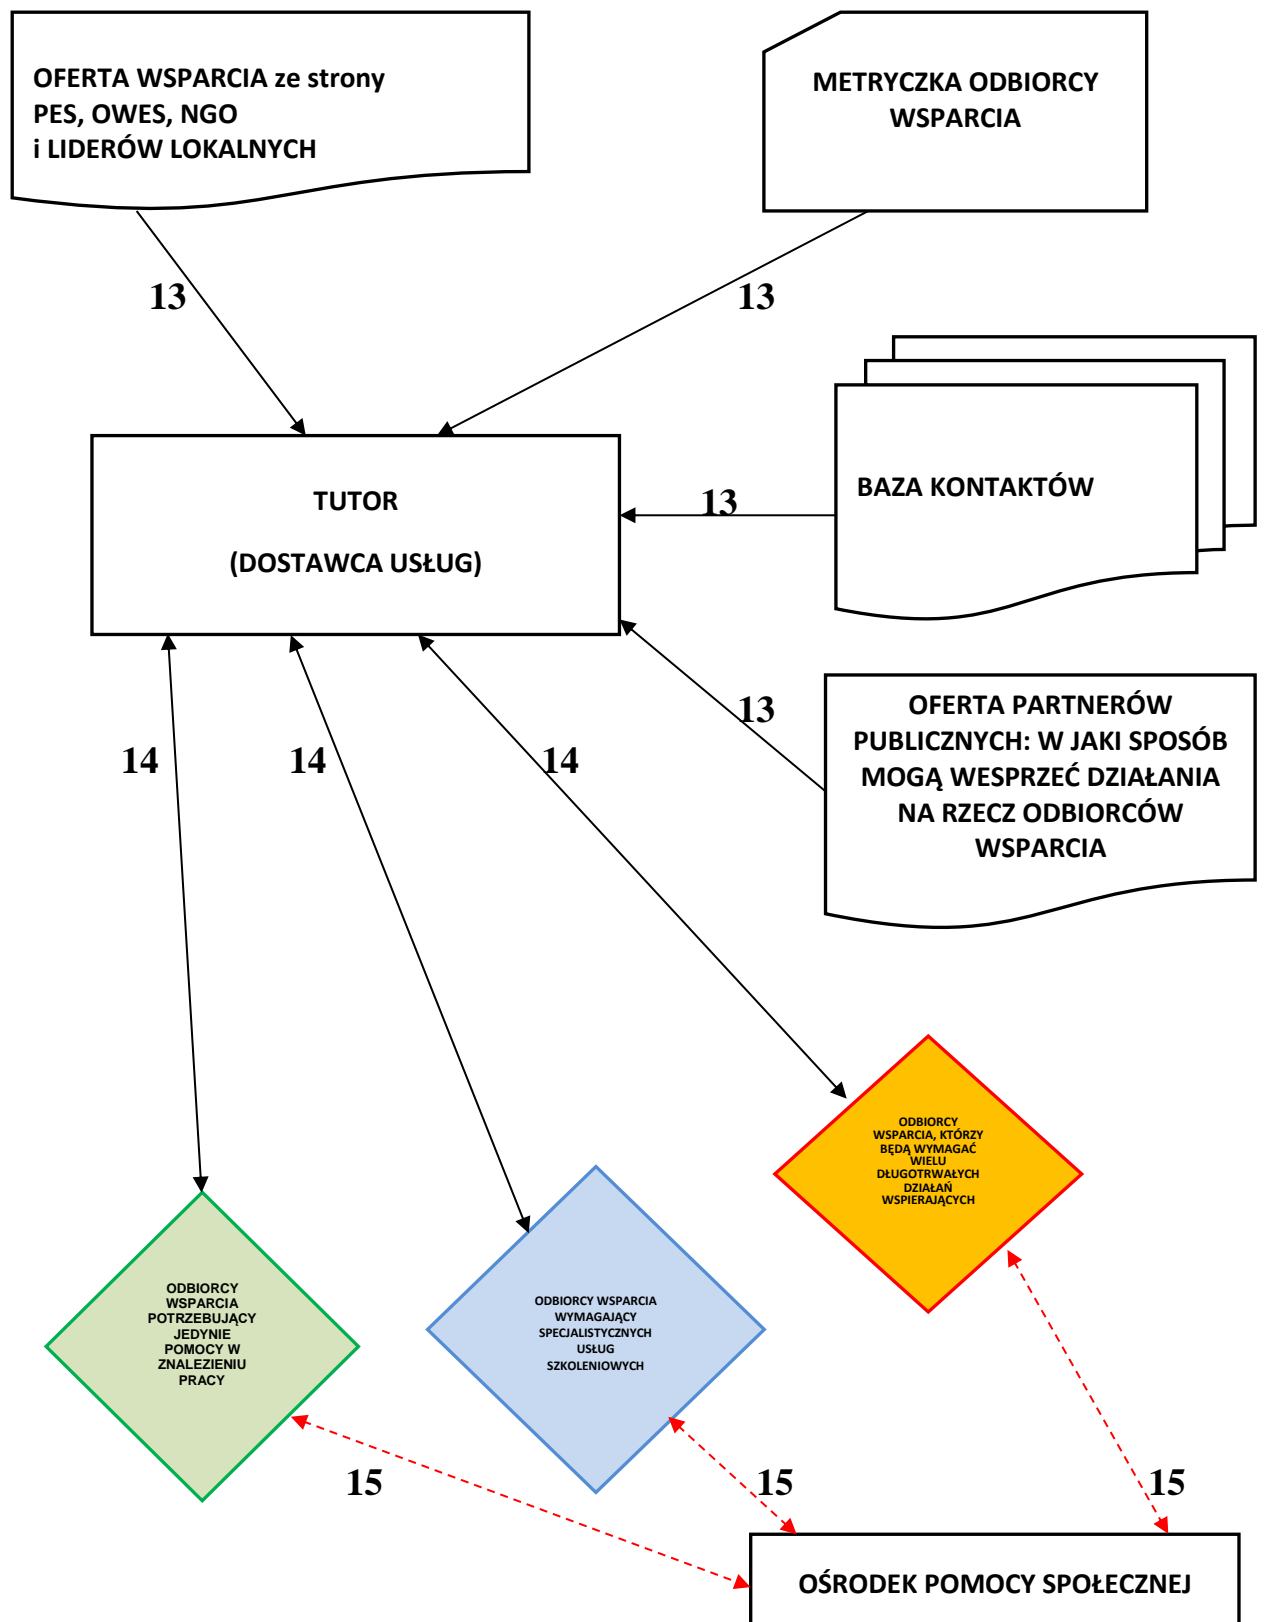 OFERTA WSPARCIA ze strony
PES, OWES, NGO
i LIDERÓW LOKALNYCH
METRYCZKA ODBIORCY
WSPARCIA
13
13
BAZA KONTAKTÓW
13
TUTOR
(DOSTAWCA USŁUG)
OFERTA PARTNERÓW
PUBLICZNYCH: W JAKI SPOSÓB
MOGĄ WESPRZEĆ DZIAŁANIA
NA RZECZ ODBIORCÓW
WSPARCIA
13
14
14
14
ODBIORCY
WSPARCIA, KTÓRZY
BĘDĄ WYMAGAĆ
WIELU
DŁUGOTRWAŁYCH
DZIAŁAŃ
WSPIERAJĄCYCH
ODBIORCY
WSPARCIA
POTRZEBUJĄCY
JEDYNIE
POMOCY W
ZNALEZIENIU
PRACY
ODBIORCY WSPARCIA
WYMAGAJĄCY
SPECJALISTYCZNYCH
USŁUG
SZKOLENIOWYCH
15
15
15
OŚRODEK POMOCY SPOŁECZNEJ